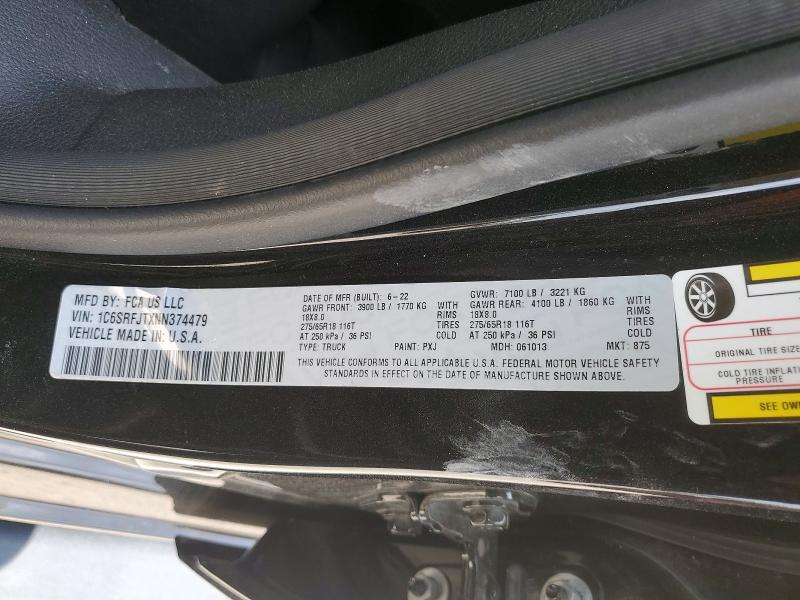 MFD BY: FCA US LLC
VIN: 1C6SRFJTXNN374479
VEHICLE MADE IN: U.S.A.
DATE OF MFR (BUILT): 6-22
GAWR FRONT: 3900 LB / 1770 KG WITH
18X8.0 RIMS
275/65R18 116T TIRES
AT 250 kPa / 36 PSI COLD
TYPE: TRUCK PAINT: PXJ
GVWR: 7100 LB / 3221 KG
GAWR REAR: 4100 LB / 1860 KG WITH
18X8.0 RIMS
275/65R18 116T TIRES
AT 250 kPa / 36 PSI COLD
MDH: 061013 MKT: 875
THIS VEHICLE CONFORMS TO ALL APPLICABLE U.S.A. FEDERAL MOTOR VEHICLE SAFETY
STANDARDS IN EFFECT ON THE DATE OF MANUFACTURE SHOWN ABOVE.
TIRE
ORIGINAL TIRE SIZE
COLD TIRE INFLAT
PRESSURE
SEE OWN